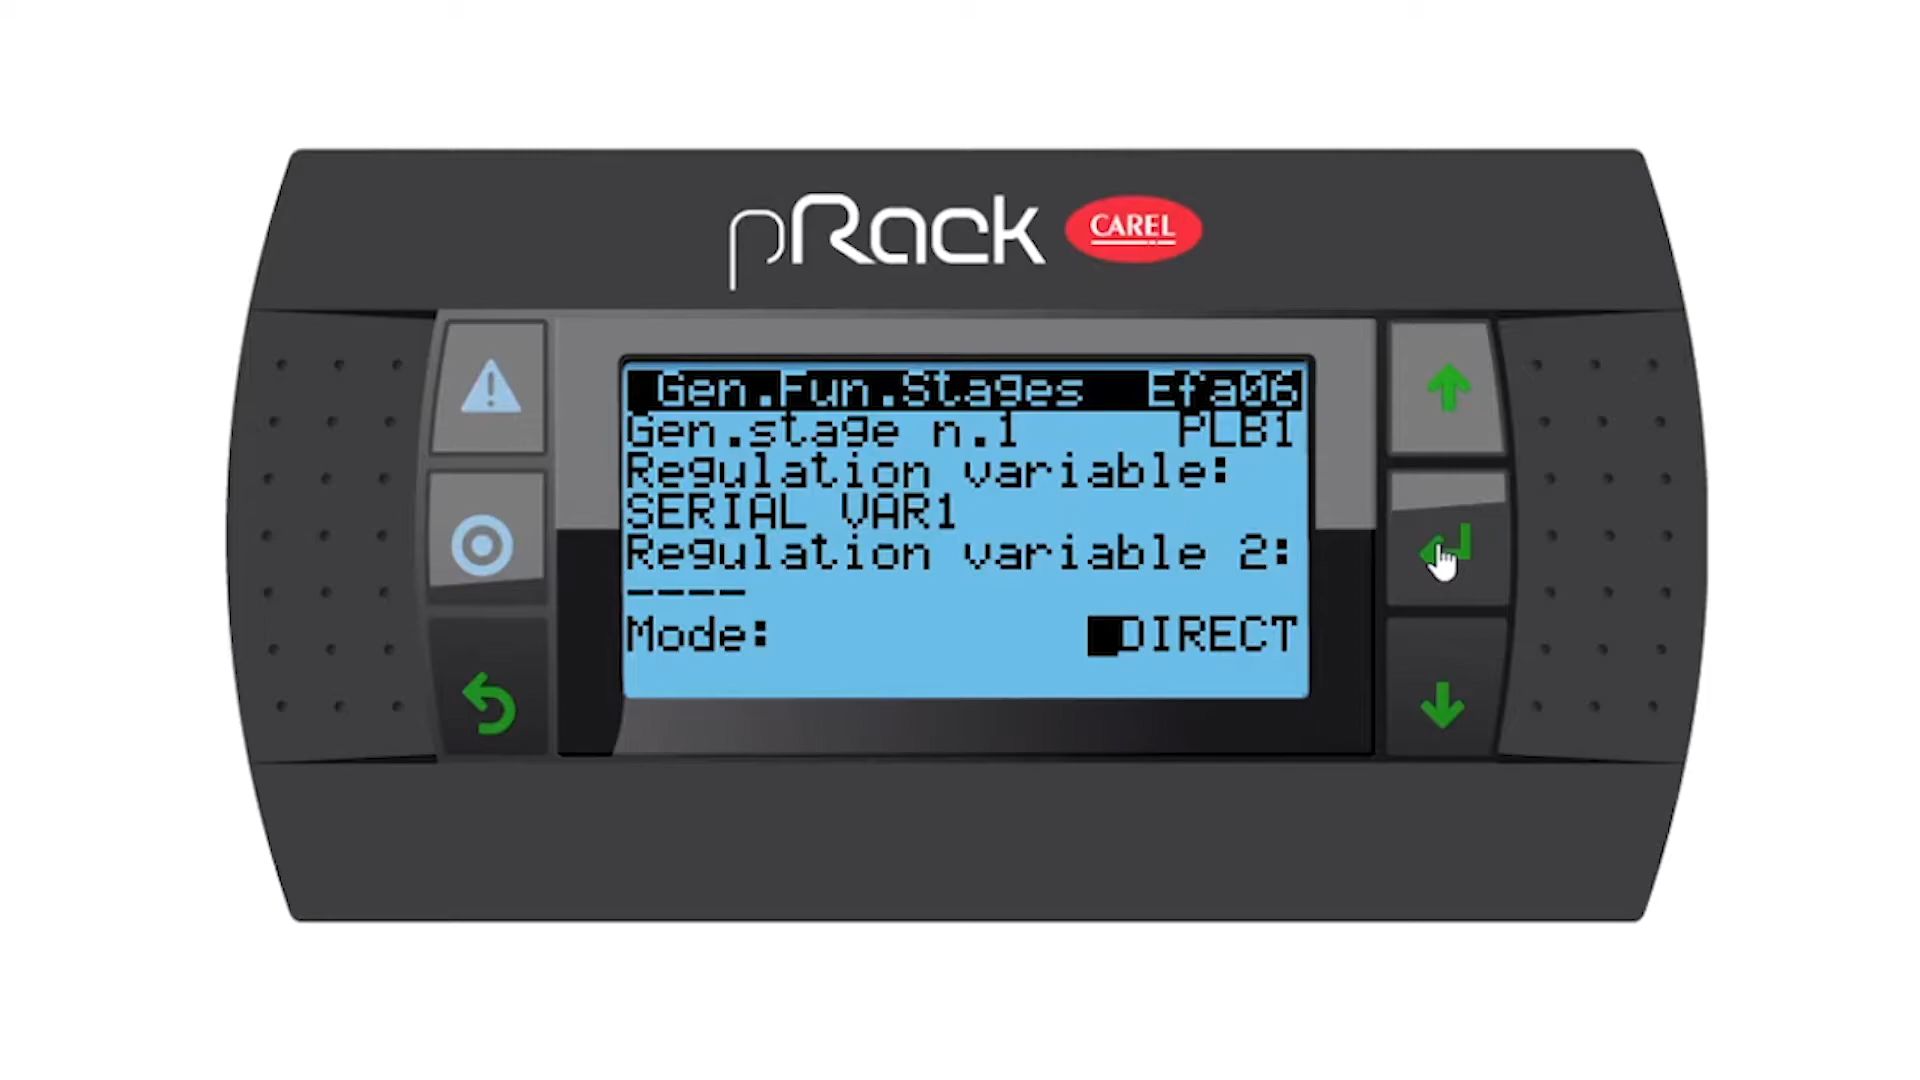 pRack CAREL
Gen.Fun.Stages Efa06
Gen.stage n.1 PLB1
Regulation variable:
SERIAL VAR1
Regulation variable 2:
----
Mode: DIRECT